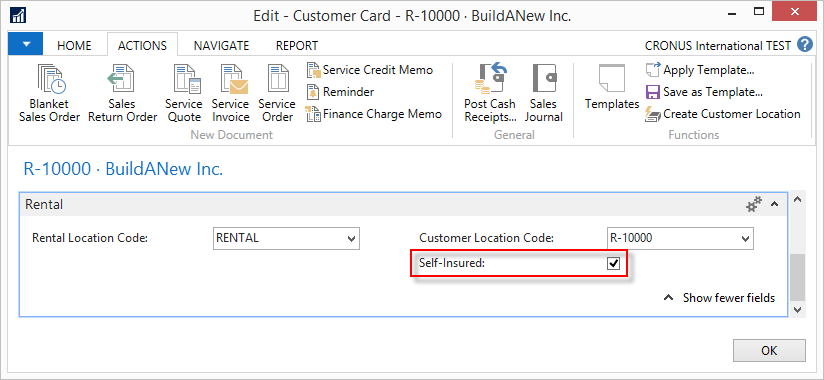 Edit - Customer Card - R-10000 · BuildANew Inc.
HOME ACTIONS NAVIGATE REPORT CRONUS International TEST ?
Blanket Sales Order
Sales Return Order
Service Quote
Service Invoice
Service Order
Service Credit Memo
Reminder
Finance Charge Memo
New Document
Post Cash Receipts...
Sales Journal
General
Templates
Apply Template...
Save as Template...
Create Customer Location
Functions
R-10000 · BuildANew Inc.
Rental
Rental Location Code: RENTAL
Customer Location Code: R-10000
Self-Insured:
Show fewer fields
OK